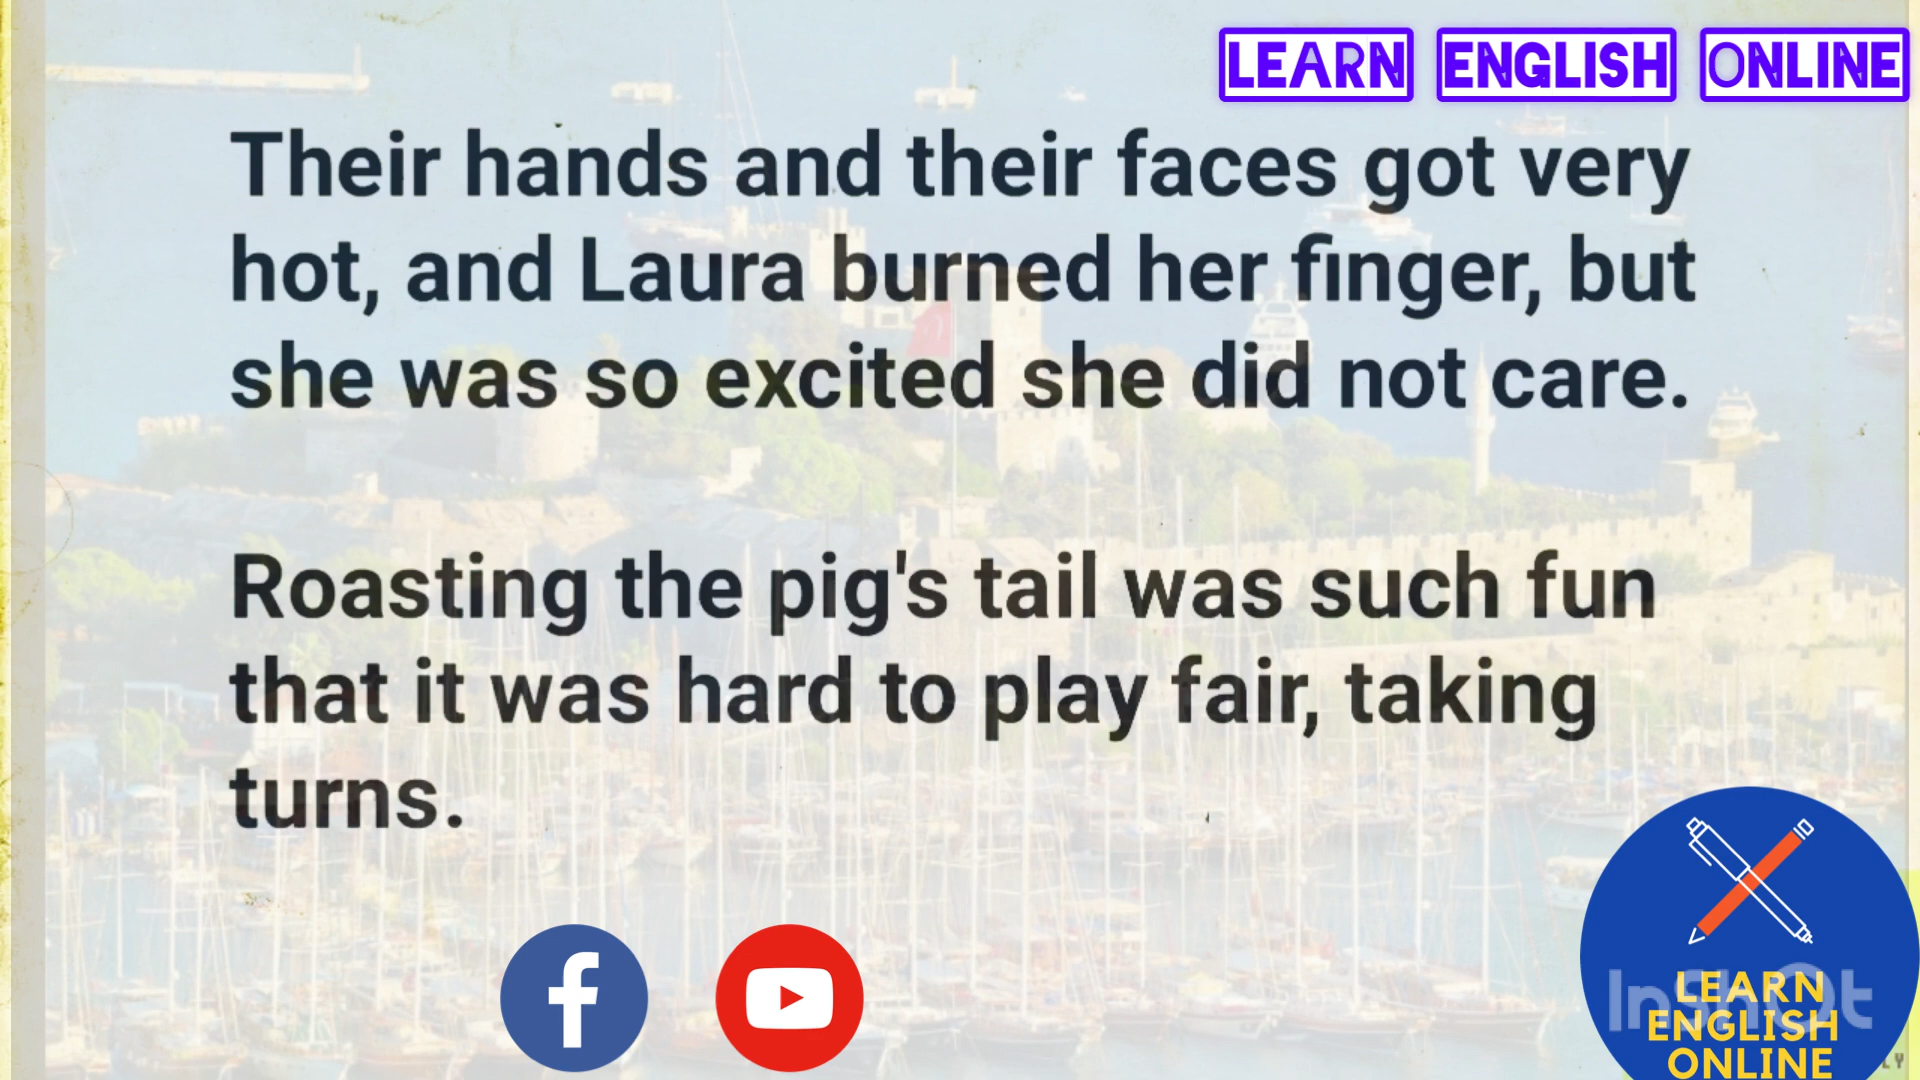 LEARN ENGLISH ONLINE
Their hands and their faces got very
hot, and Laura burned her finger, but
she was so excited she did not care.
Roasting the pig's tail was such fun
that it was hard to play fair, taking
turns.
InShOt
LEARN
ENGLISH
ONLINE